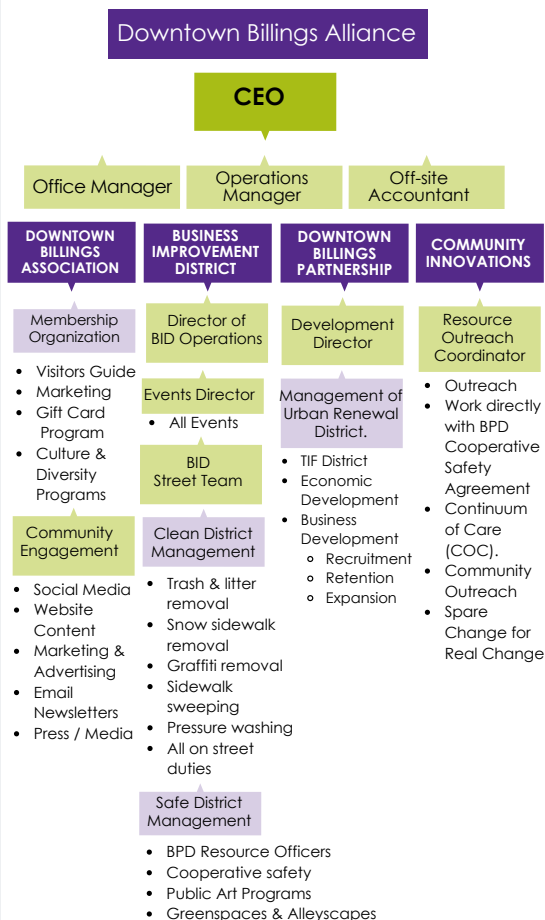 Downtown Billings Alliance
CEO
Office Manager
Operations
Manager
Off-site
Accountant
DOWNTOWN
BILLINGS
ASSOCIATION
Membership
Organization
• Visitors Guide
• Marketing
• Gift Card
Program
• Culture &
Diversity
Programs
Community
Engagement
• Social Media
• Website
Content
• Marketing &
Advertising
• Email
Newsletters
• Press / Media
BUSINESS
IMPROVEMENT
DISTRICT
Director of
BID Operations
Events Director
• All Events
BID
Street Team
Clean District
Management
• Trash & litter
removal
• Snow sidewalk
removal
• Graffiti removal
• Sidewalk
sweeping
• Pressure washing
• All on street
duties
Safe District
Management
• BPD Resource Officers
• Cooperative safety
• Public Art Programs
• Greenspaces & Alleyscapes
DOWNTOWN
BILLINGS
PARTNERSHIP
Development
Director
Management of
Urban Renewal
District.
• TIF District
• Economic
Development
• Business
Development
Recruitment
Retention
Expansion
COMMUNITY
INNOVATIONS
Resource
Outreach
Coordinator
• Outreach
• Work directly
with BPD
Cooperative
Safety
Agreement
• Continuum
of Care
(COC).
• Community
Outreach
• Spare
Change for
Real Change